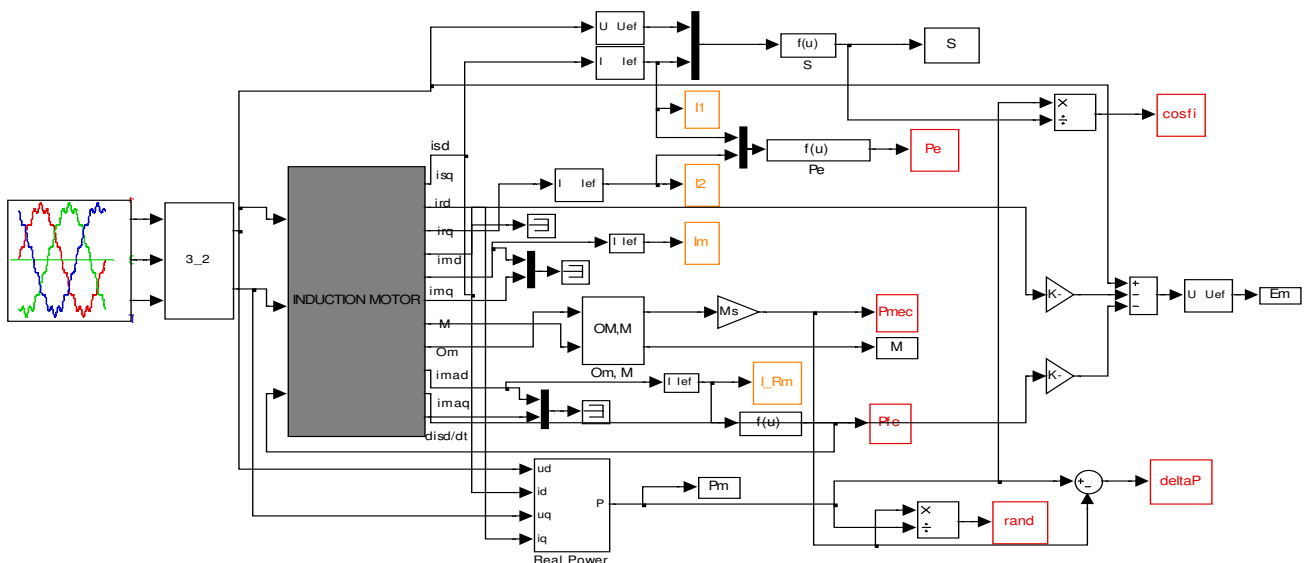 U Uef
f(u)
S
S
I Ief
isd
I1
X
÷
cosfi
f(u)
Pe
Pe
isq
I Ief
I2
ird
irq
3_2
imd
I Ief
Im
INDUCTION MOTOR
imq
K-
+
−
−
U Uef
Em
M
OM,M
Om, M
Ms
Pmec
Om
M
imad
I Ief
I_Rm
K-
imaq
f(u)
Pfe
disd/dt
ud
id
uq
iq
P
Real Power
Pm
+
−
deltaP
X
÷
rand